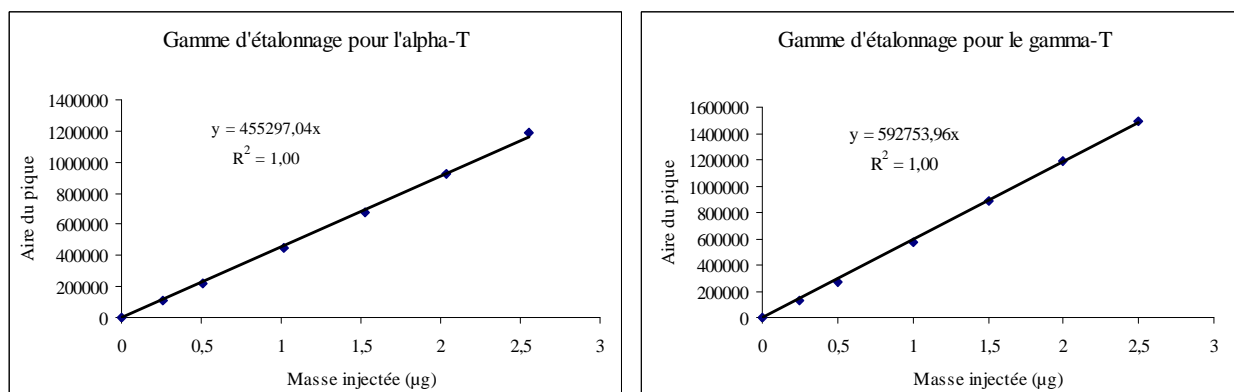 Gamme d'étalonnage pour l'alpha-T
Aire du pique
1400000
1200000
1000000
800000
600000
400000
200000
0
y = 455297,04x
R² = 1,00
0 0,5 1 1,5 2 2,5 3
Masse injectée (µg)
Gamme d'étalonnage pour le gamma-T
Aire du pique
1600000
1400000
1200000
1000000
800000
600000
400000
200000
0
y = 592753,96x
R² = 1,00
0 0,5 1 1,5 2 2,5 3
Masse injectée (µg)